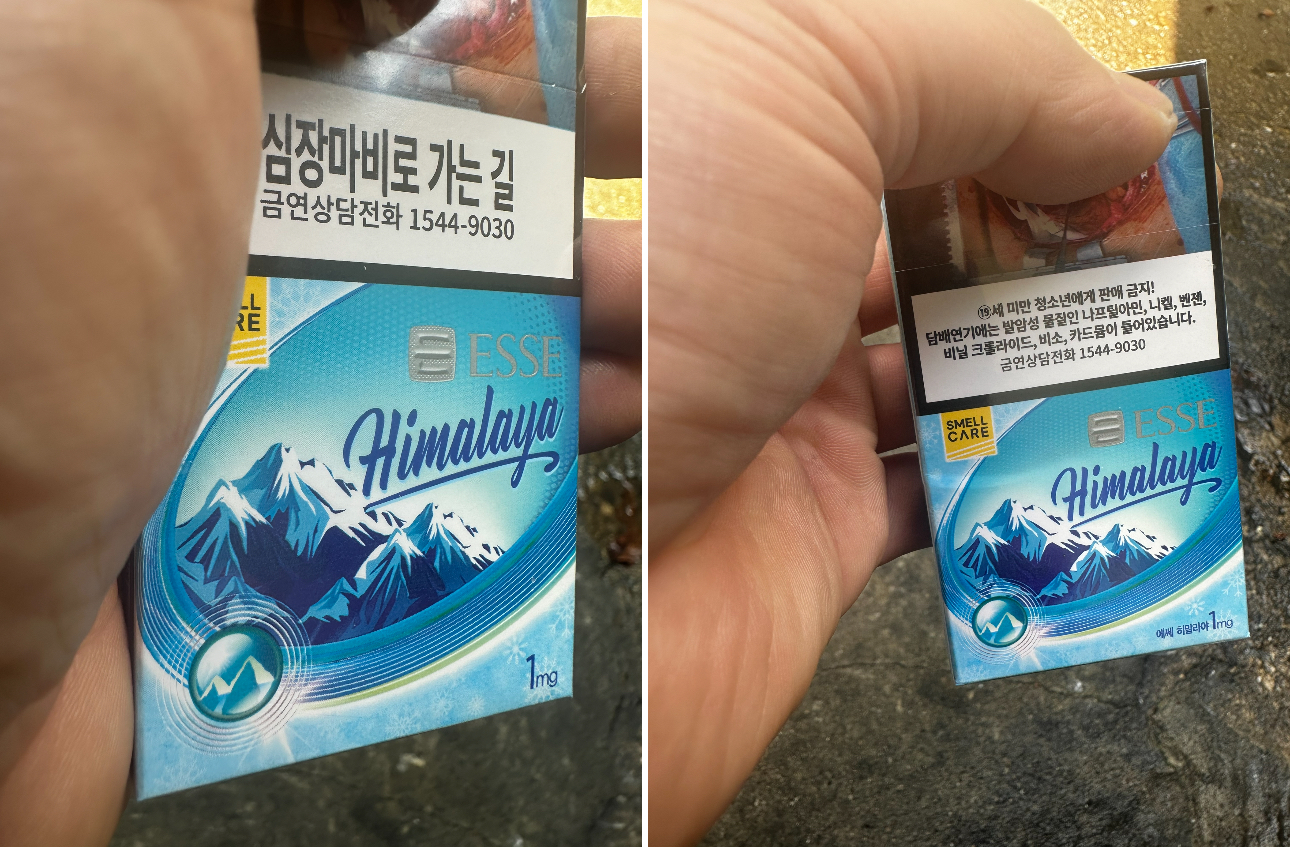 심장마비로 가는 길
금연상담전화 1544-9030
ESSE
Himalaya
1mg
⑲세 미만 청소년에게 판매 금지!
담배연기에는 발암성 물질인 나프틸아민, 니켈, 벤젠,
비닐 크롤라이드, 비소, 카드뮴이 들어있습니다.
금연상담전화 1544-9030
SMELL
CARE
ESSE
Himalaya
에쎄 히말라야 1mg